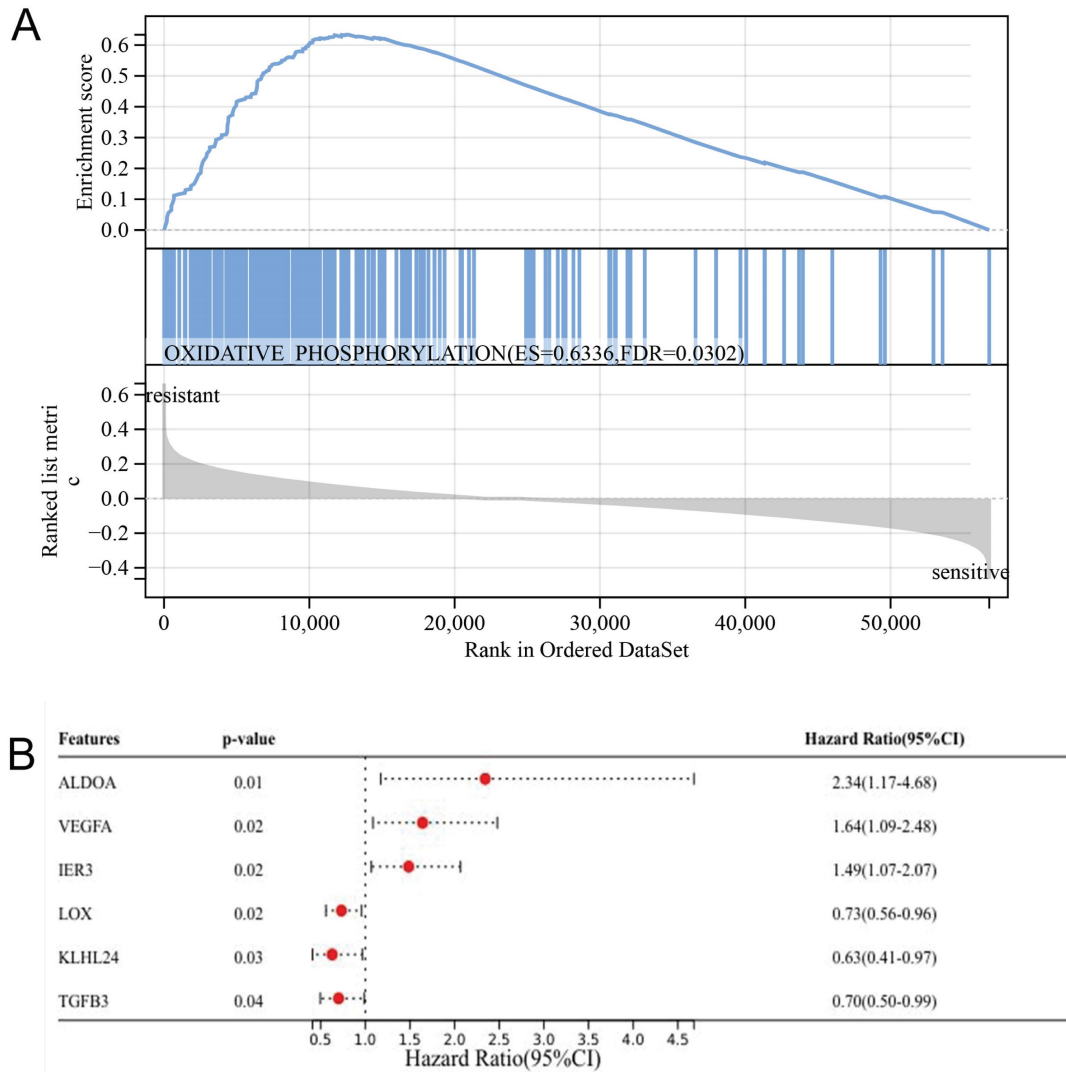 A
Enrichment score
0.6
0.5
0.4
0.3
0.2
0.1
0.0
OXIDATIVE PHOSPHORYLATION(ES=0.6336,FDR=0.0302)
Ranked list metri
c
0.6
0.4
0.2
0.0
−0.2
−0.4
resistant
sensitive
0 10,000 20,000 30,000 40,000 50,000
Rank in Ordered DataSet
B
Features p-value Hazard Ratio(95%CI)
ALDOA 0.01 2.34(1.17-4.68)
VEGFA 0.02 1.64(1.09-2.48)
IER3 0.02 1.49(1.07-2.07)
LOX 0.02 0.73(0.56-0.96)
KLHL24 0.03 0.63(0.41-0.97)
TGFB3 0.04 0.70(0.50-0.99)
0.5 1.0 1.5 2.0 2.5 3.0 3.5 4.0 4.5
Hazard Ratio(95%CI)